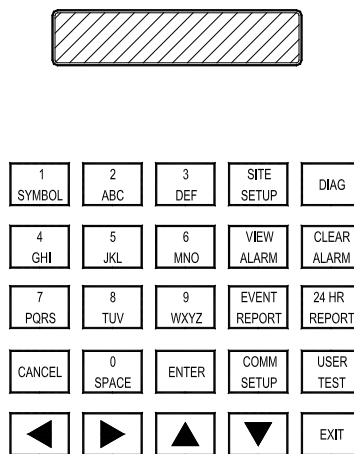 1
SYMBOL
2
ABC
3
DEF
SITE
SETUP
DIAG
4
GHI
5
JKL
6
MNO
VIEW
ALARM
CLEAR
ALARM
7
PQRS
8
TUV
9
WXYZ
EVENT
REPORT
24 HR
REPORT
CANCEL
0
SPACE
ENTER
COMM
SETUP
USER
TEST
EXIT